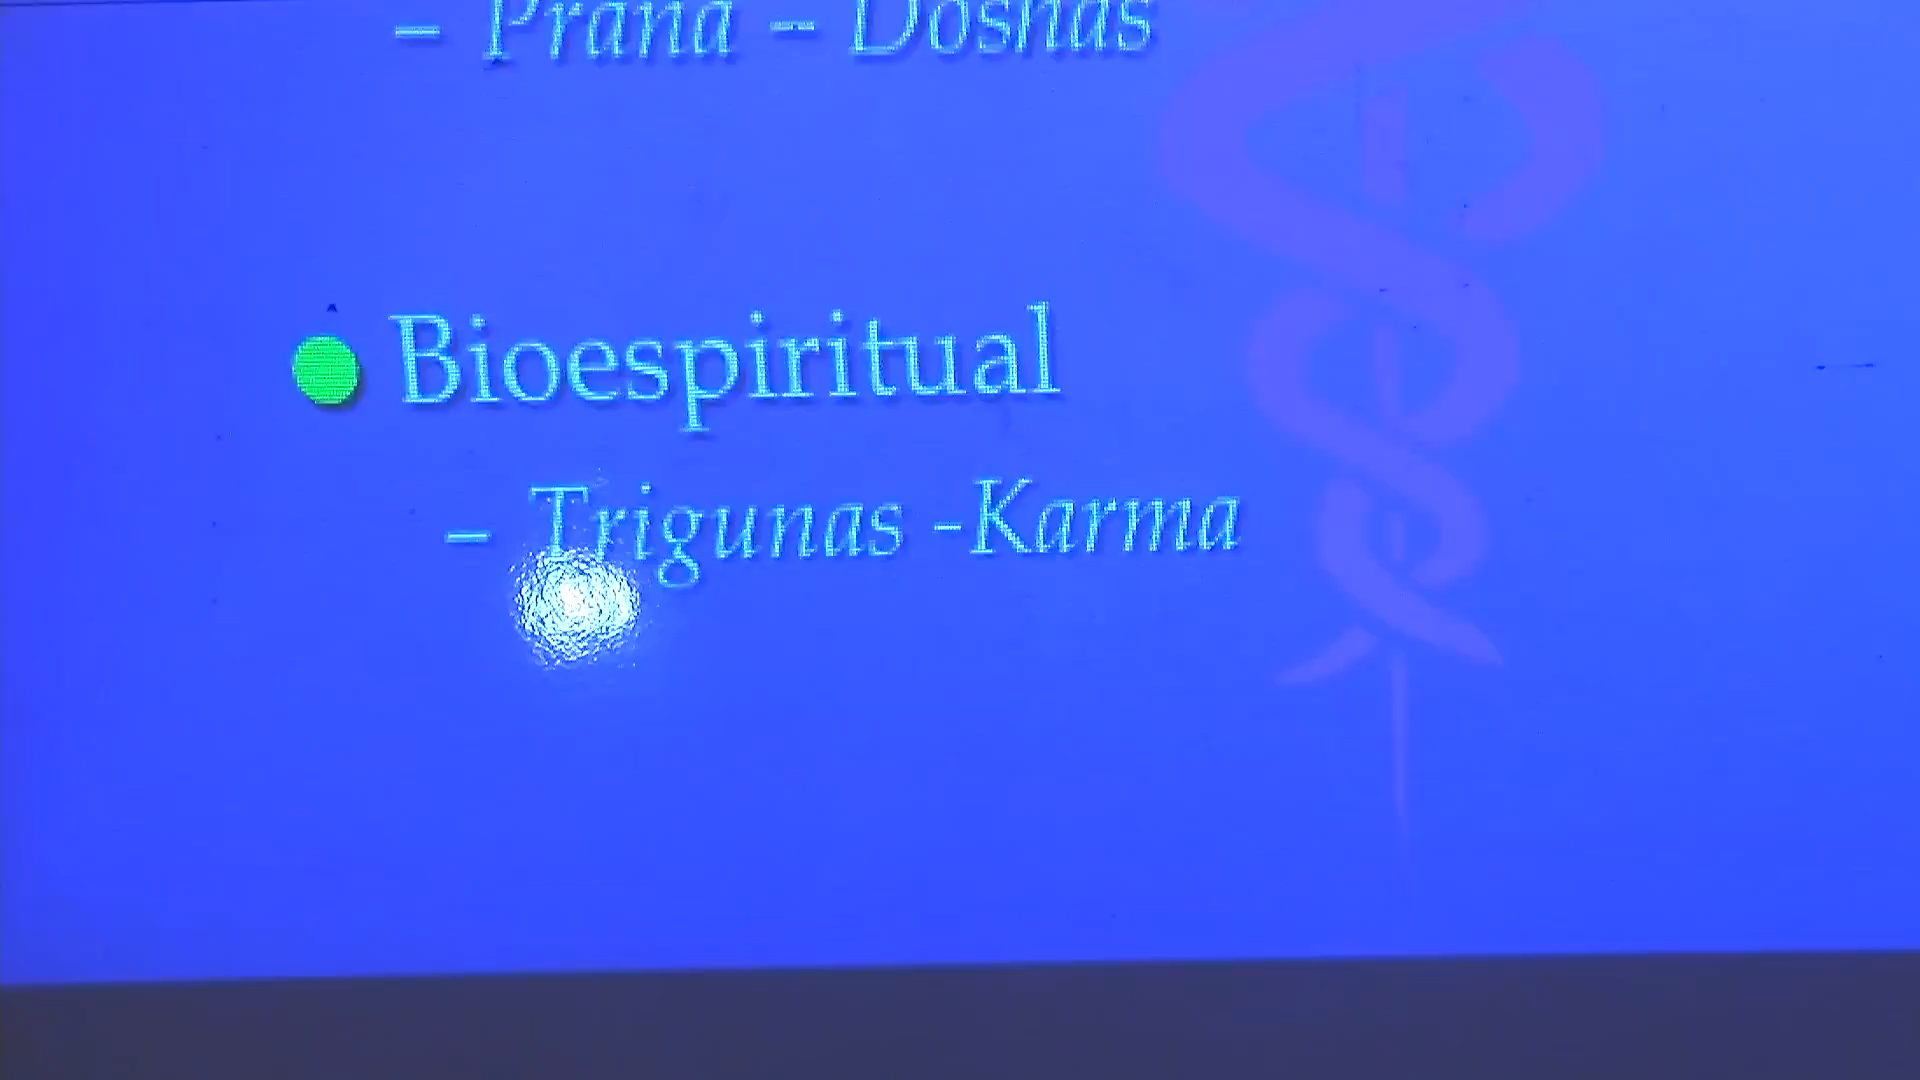 – Prana – Doshas
Bioespiritual
– Trigunas -Karma